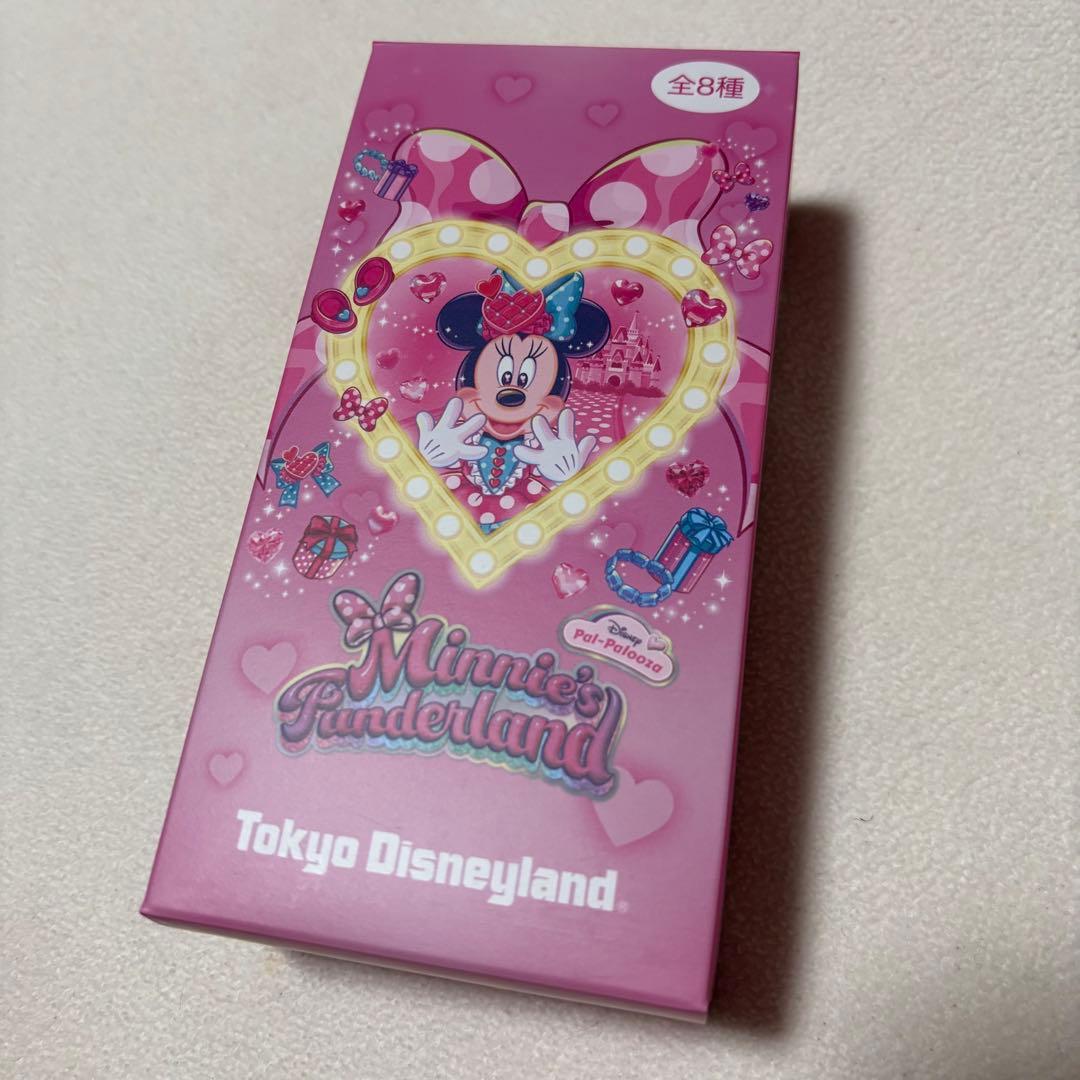 全8種
Disney
Pal-Palooza
Minnie's
Funderland
Tokyo Disneyland®